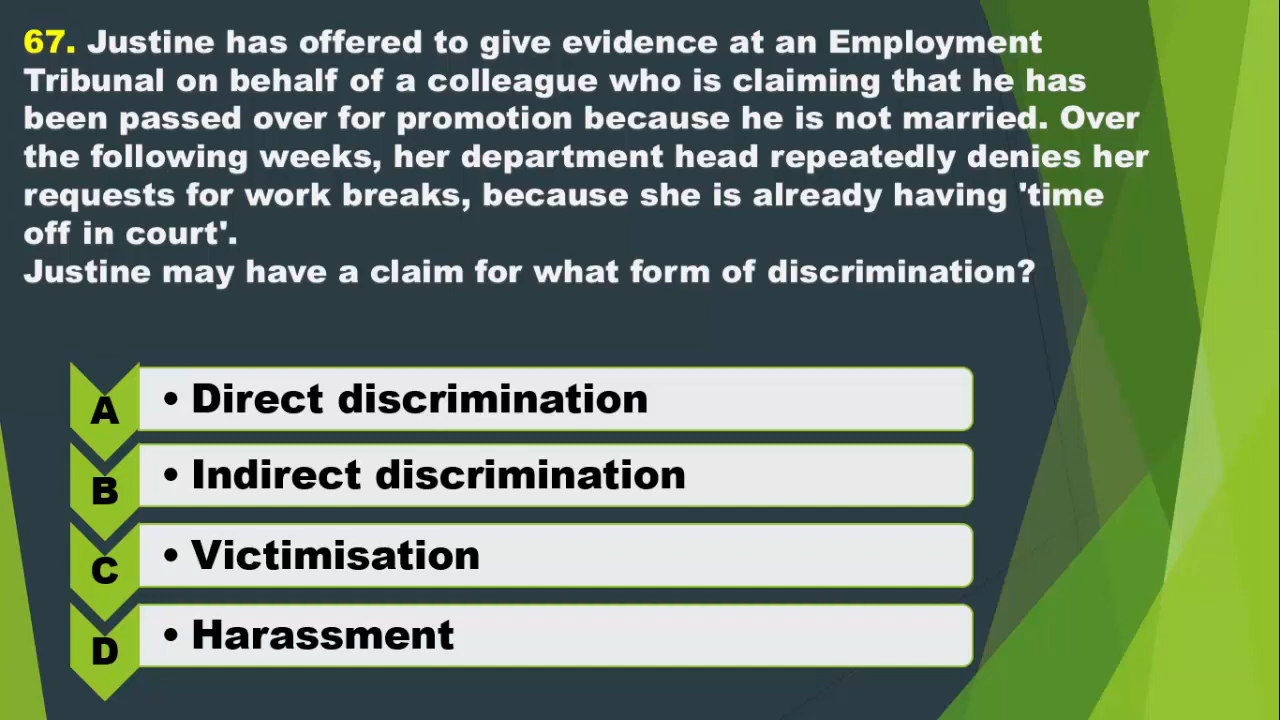 67. Justine has offered to give evidence at an Employment
Tribunal on behalf of a colleague who is claiming that he has
been passed over for promotion because he is not married. Over
the following weeks, her department head repeatedly denies her
requests for work breaks, because she is already having 'time
off in court'.
Justine may have a claim for what form of discrimination?
A • Direct discrimination
B • Indirect discrimination
C • Victimisation
D • Harassment